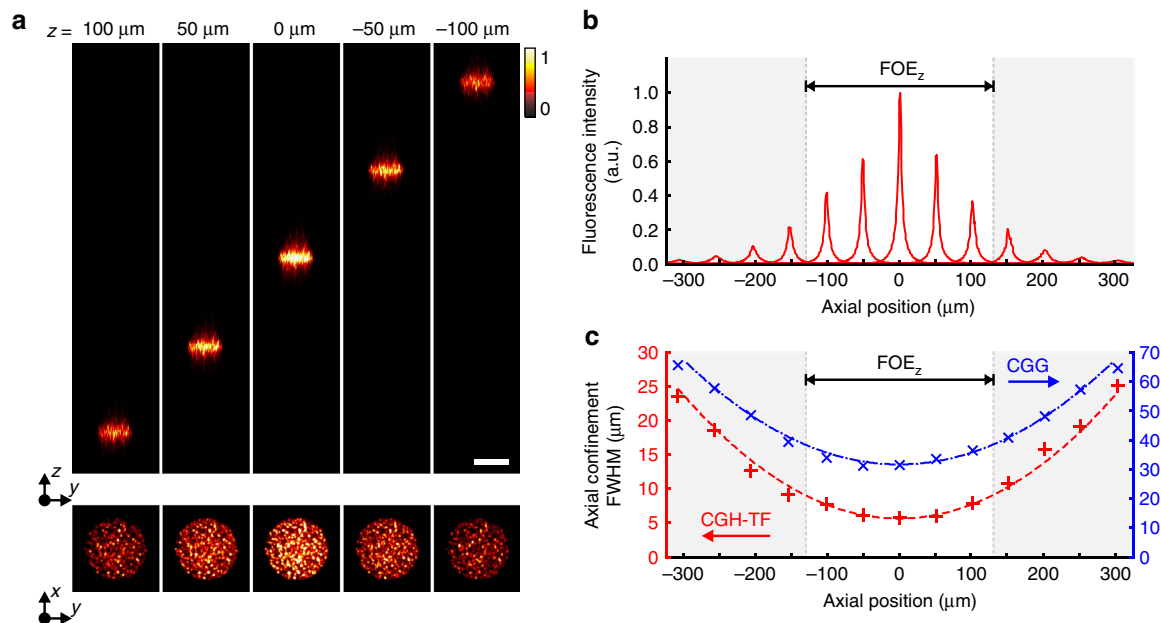 a
z = 100 μm 50 μm 0 μm –50 μm –100 μm
1
0
z
y
x
y
b
FOEz
1.0
0.8
0.6
0.4
0.2
0.0
Fluorescence intensity
(a.u.)
–300 –200 –100 0 100 200 300
Axial position (μm)
c
FOEz
CGG
CGH-TF
30
25
20
15
10
5
0
Axial confinement
FWHM (μm)
70
60
50
40
30
20
10
0
–300 –200 –100 0 100 200 300
Axial position (μm)